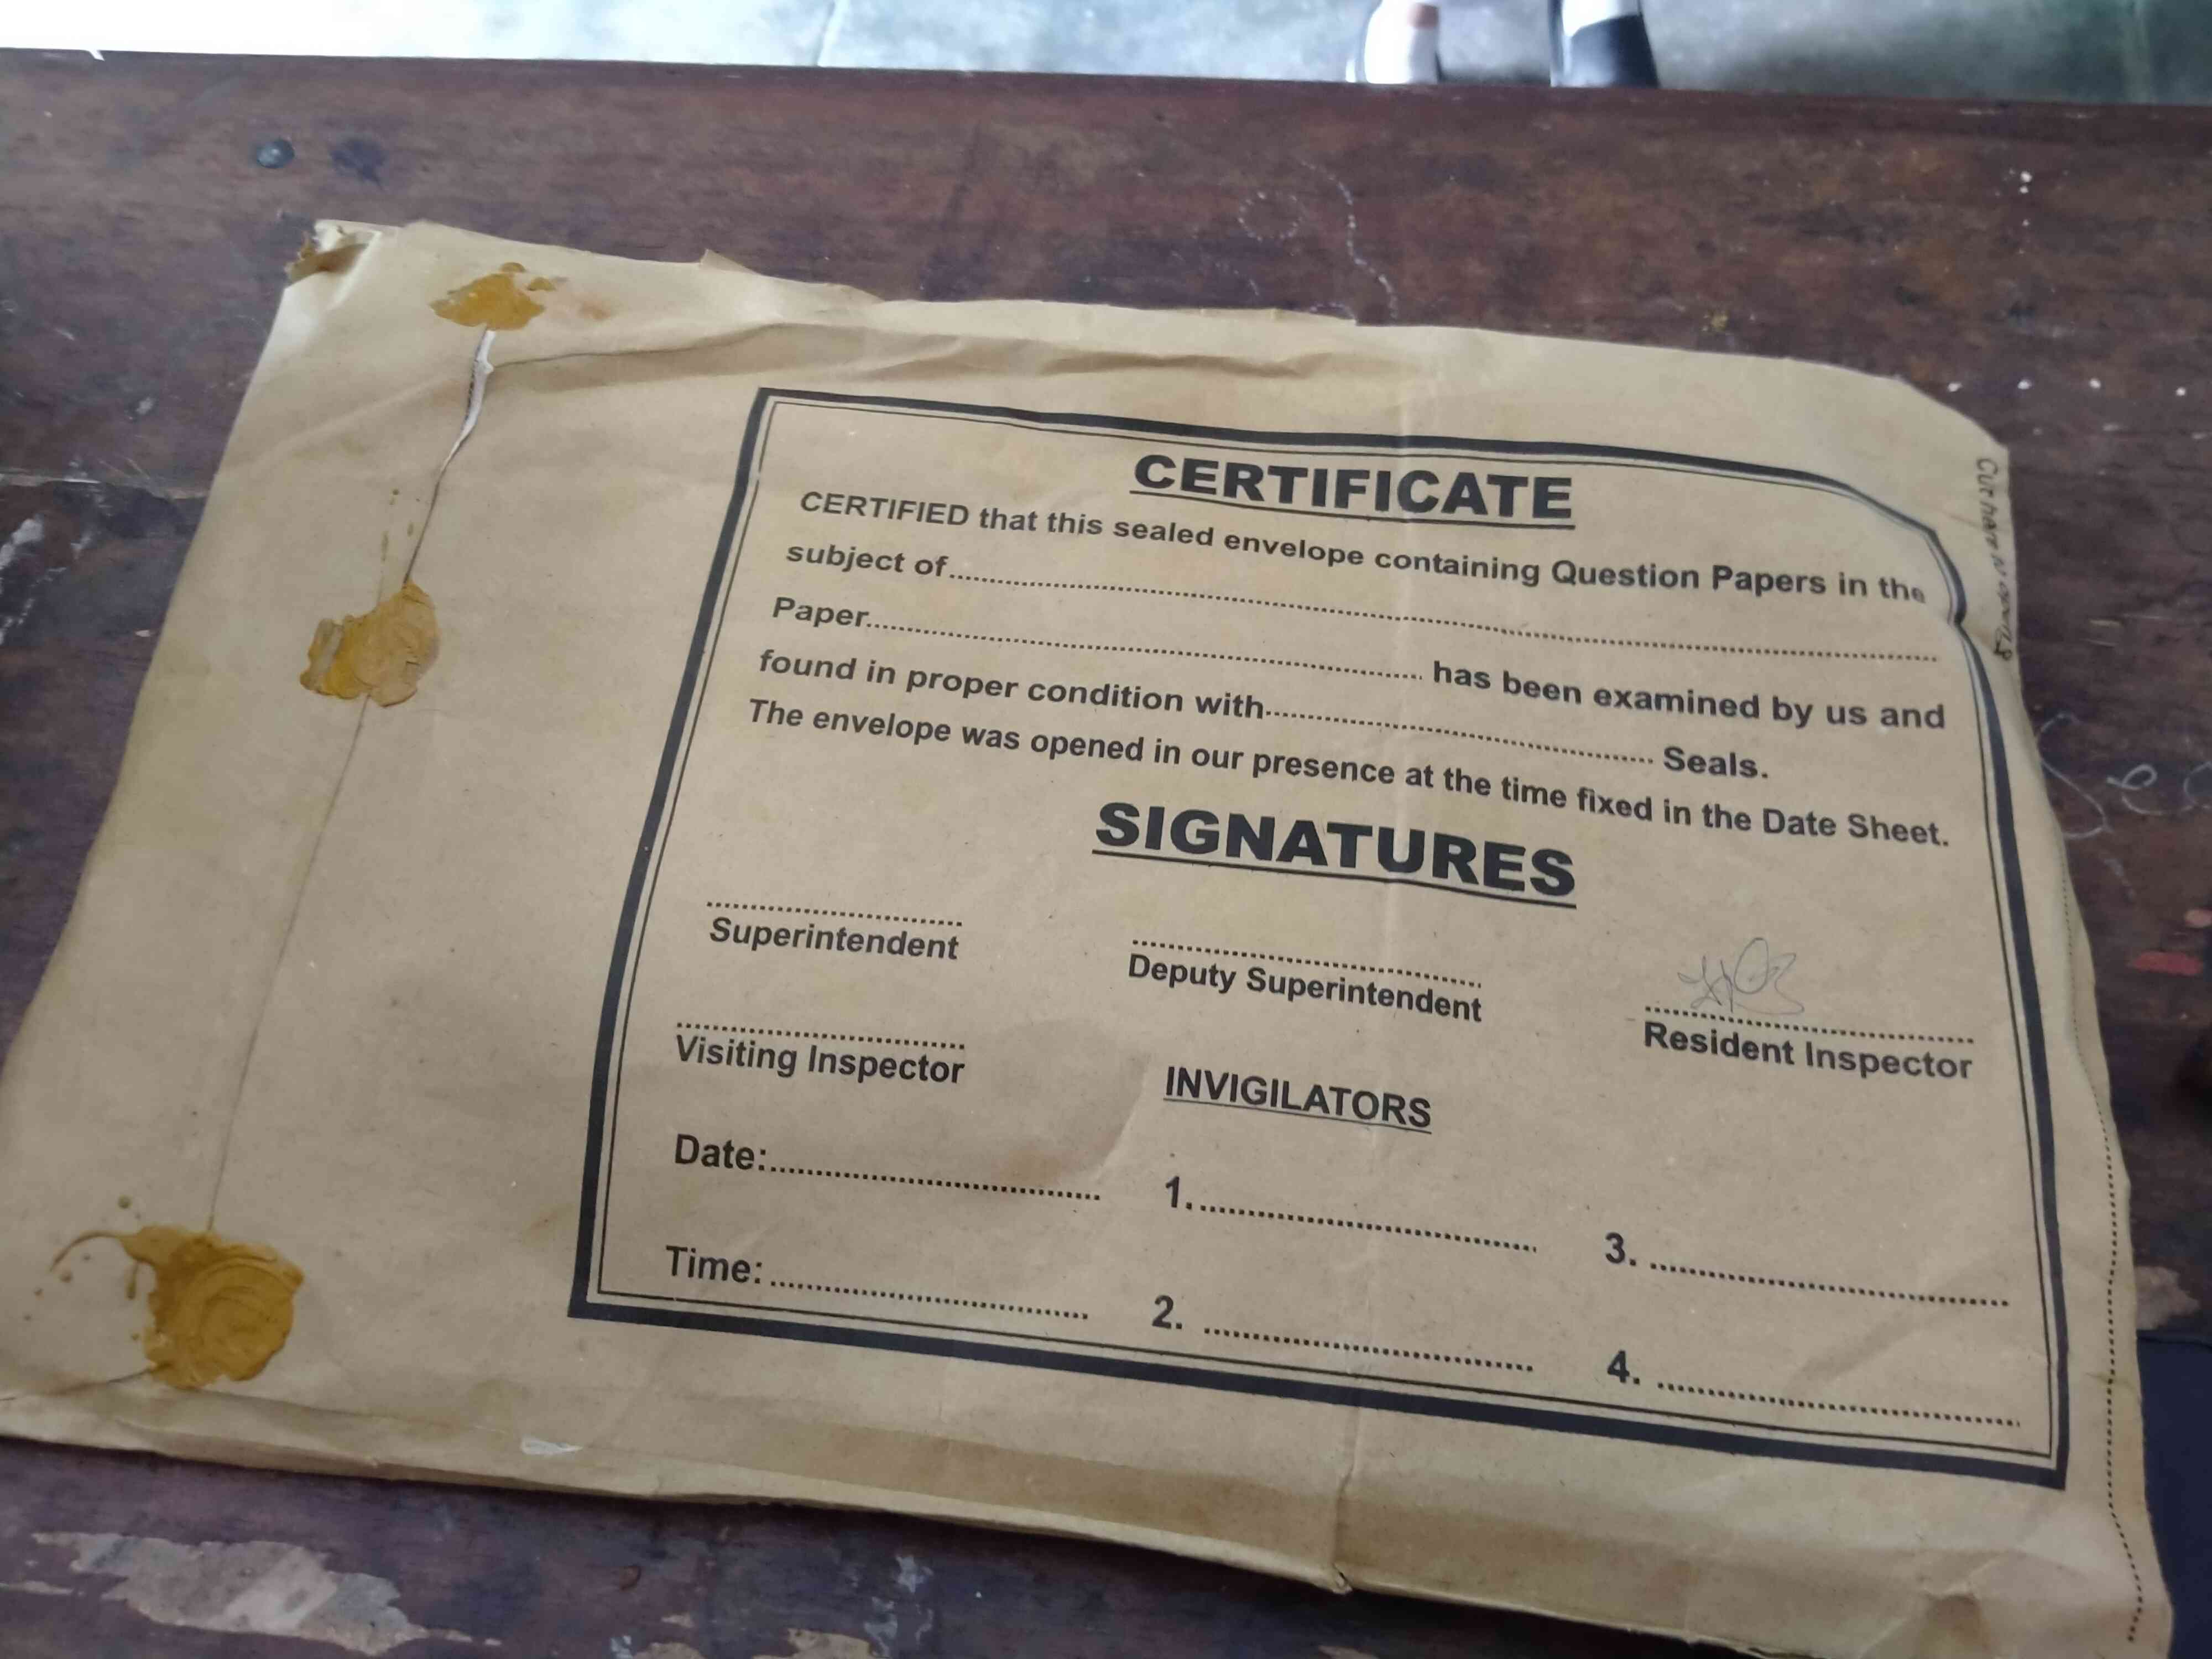 CERTIFICATE
CERTIFIED that this sealed envelope containing Question Papers in the
subject of
Paper has been examined by us and
found in proper condition with Seals.
The envelope was opened in our presence at the time fixed in the Date Sheet.
SIGNATURES
Superintendent
Deputy Superintendent
Resident Inspector
Visiting Inspector
INVIGILATORS
Date:
1.
3.
Time:
2.
4.